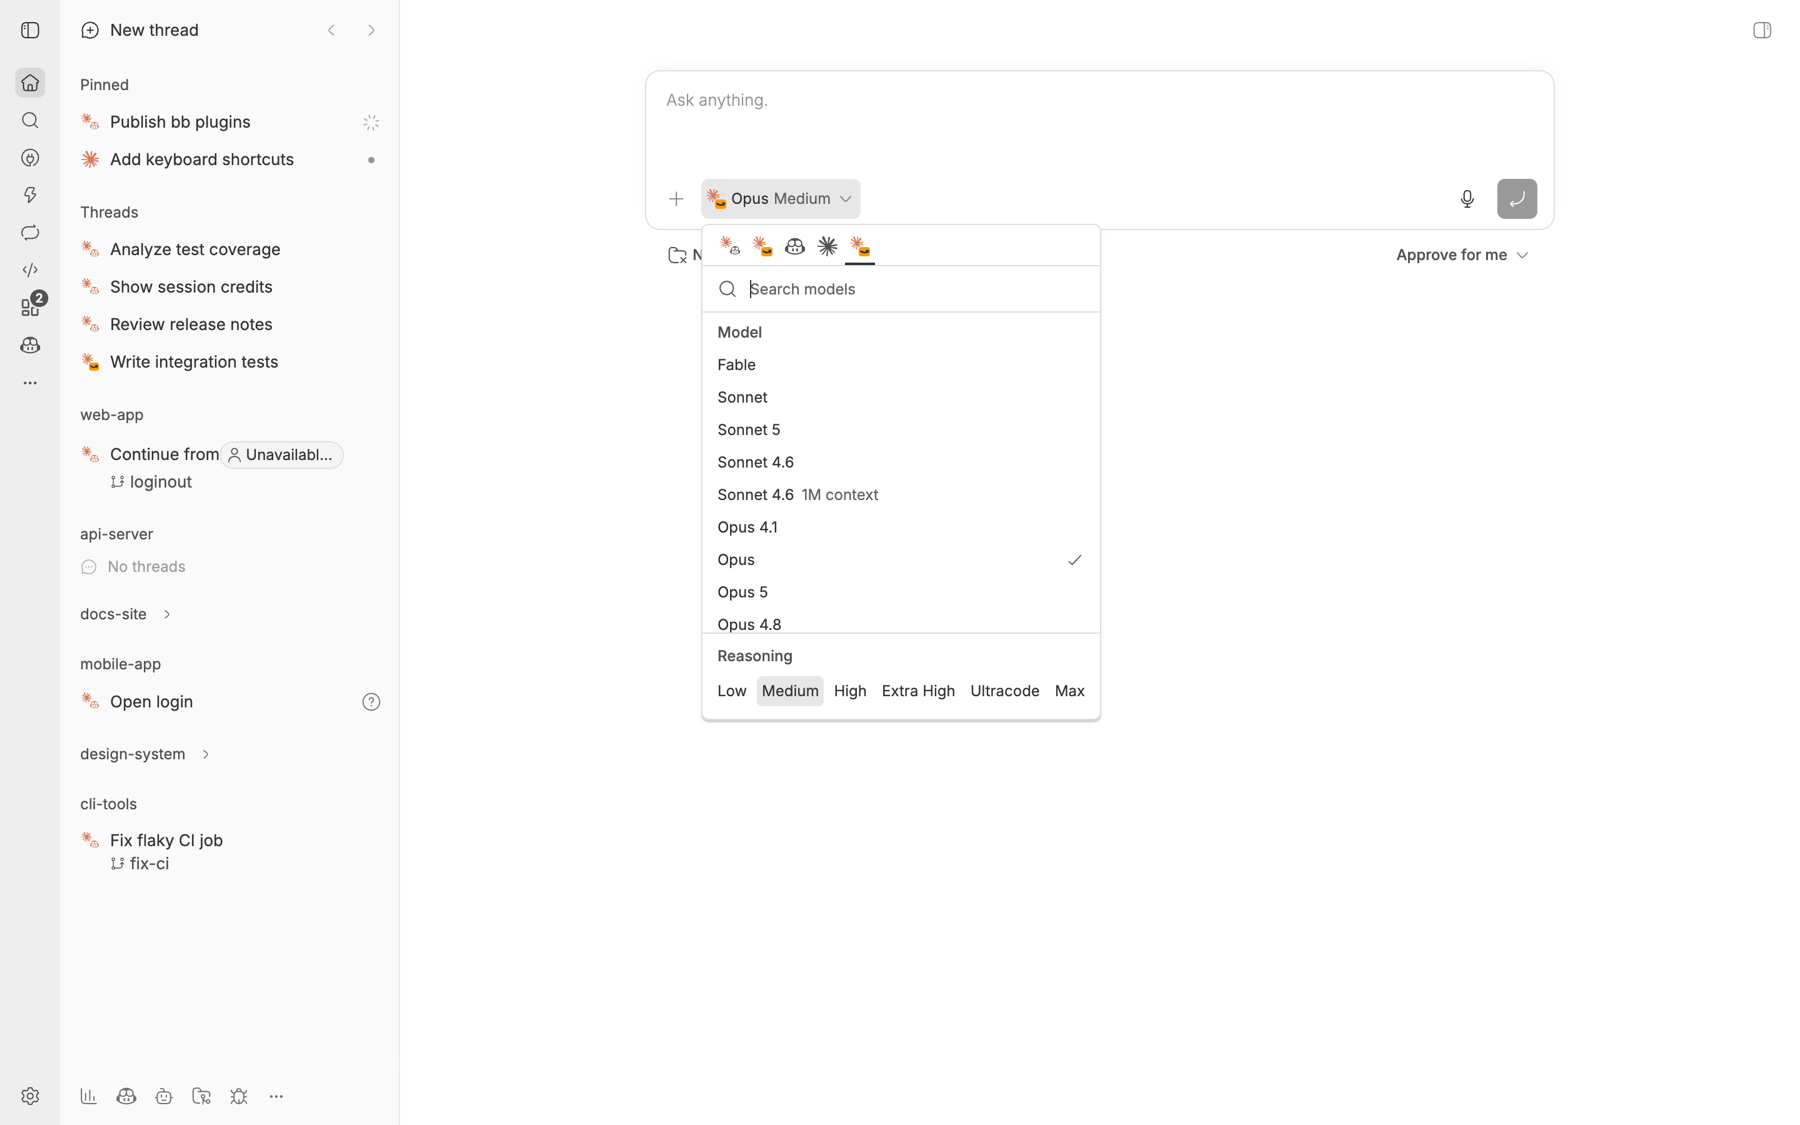 New thread
Pinned
Publish bb plugins
Add keyboard shortcuts
Threads
Analyze test coverage
Show session credits
Review release notes
Write integration tests
web-app
Continue from Unavailabl...
loginout
api-server
No threads
docs-site
mobile-app
Open login
design-system
cli-tools
Fix flaky CI job
fix-ci
2
Ask anything.
Opus Medium
N
Approve for me
Search models
Model
Fable
Sonnet
Sonnet 5
Sonnet 4.6
Sonnet 4.6 1M context
Opus 4.1
Opus
Opus 5
Opus 4.8
Reasoning
Low Medium High Extra High Ultracode Max